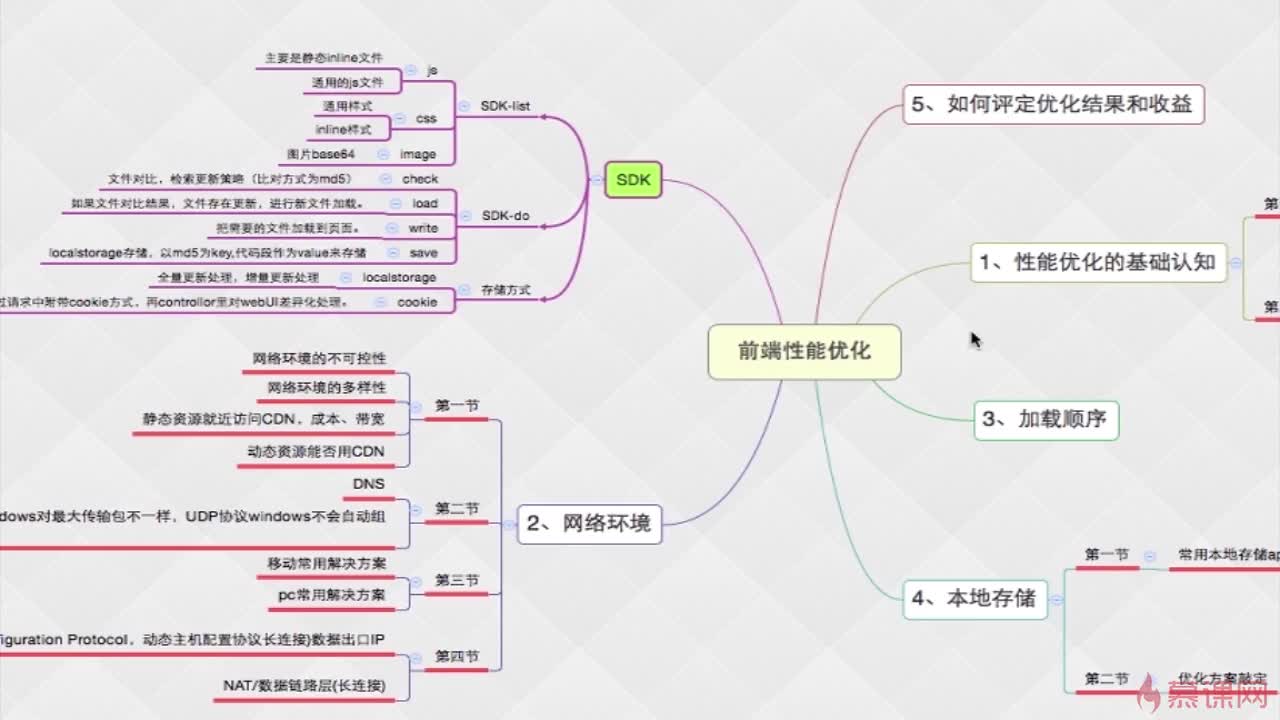 主要是静态inline文件
js
通用的js文件
通用样式
css
inline样式
图片base64
image
SDK-list
文件对比，检索更新策略（比对方式为md5）
check
如果文件对比结果，文件存在更新，进行新文件加载。
load
把需要的文件加载到页面。
write
localstorage存储，以md5为key,代码段作为value来存储
save
SDK-do
全量更新处理，增量更新处理
localstorage
过请求中附带cookie方式，再controllor里对webUI差异化处理。
cookie
存储方式
SDK
网络环境的不可控性
网络环境的多样性
静态资源就近访问CDN，成本、带宽
动态资源能否用CDN
第一节
DNS
dows对最大传输包不一样，UDP协议windows不会自动组
第二节
移动常用解决方案
pc常用解决方案
第三节
iguration Protocol，动态主机配置协议长连接)数据出口IP
NAT/数据链路层(长连接)
第四节
2、网络环境
前端性能优化
5、如何评定优化结果和收益
1、性能优化的基础认知
第
第
3、加载顺序
4、本地存储
第一节
常用本地存储ap
第二节
优化方案敲定
慕课网